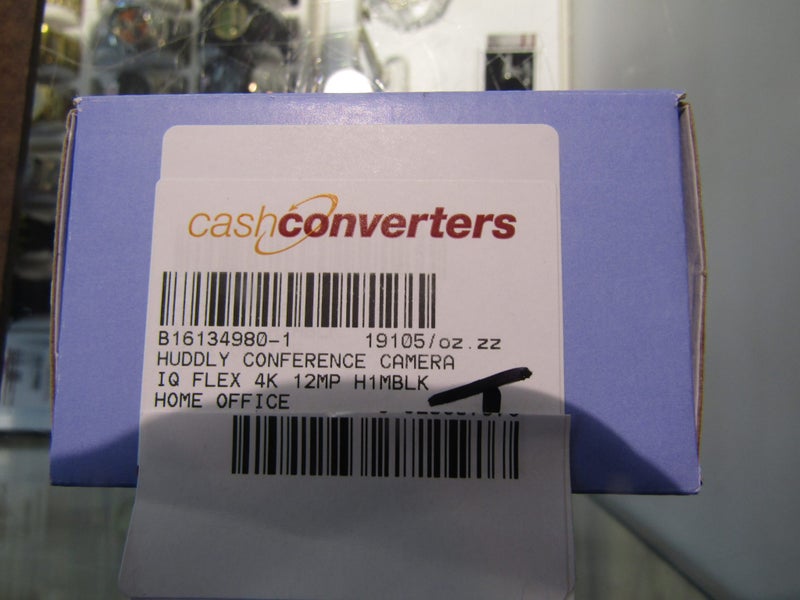 cashconverters
B16134980-1 19105/oz.zz
HUDDLY CONFERENCE CAMERA
IQ FLEX 4K 12MP H1MBLK
HOME OFFICE